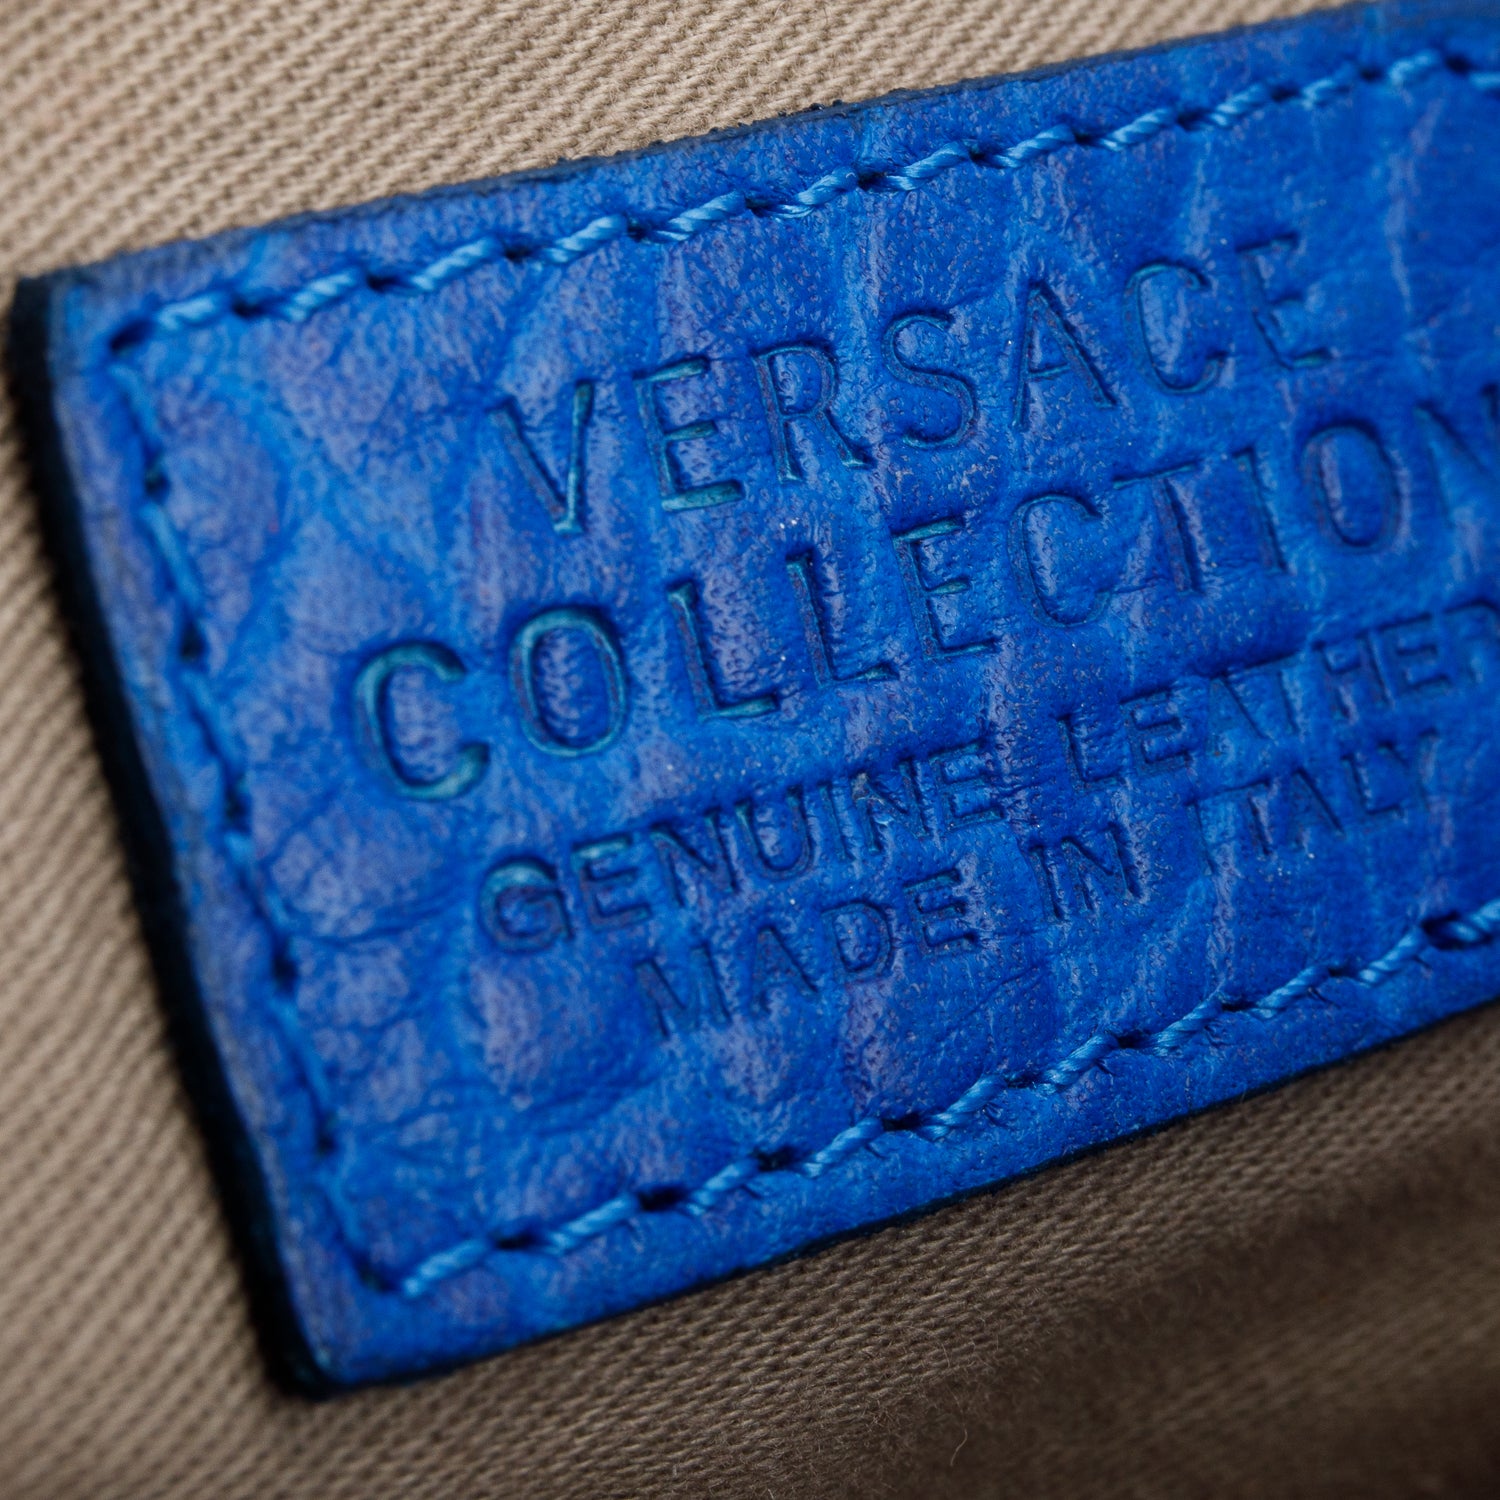 VERSACE
COLLECTION
GENUINE LEATHER
MADE IN ITALY